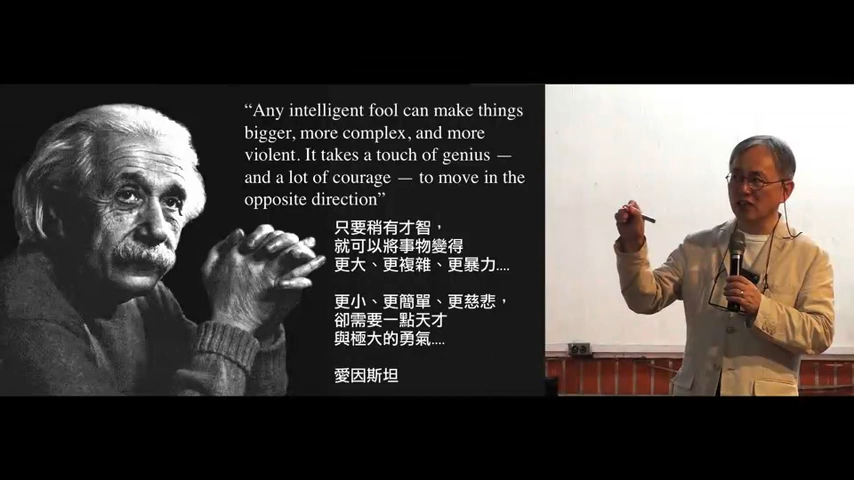 “Any intelligent fool can make things
bigger, more complex, and more
violent. It takes a touch of genius —
and a lot of courage — to move in the
opposite direction”
只要稍有才智，
就可以將事物變得
更大、更複雜、更暴力....
更小、更簡單、更慈悲，
卻需要一點天才
與極大的勇氣....
愛因斯坦